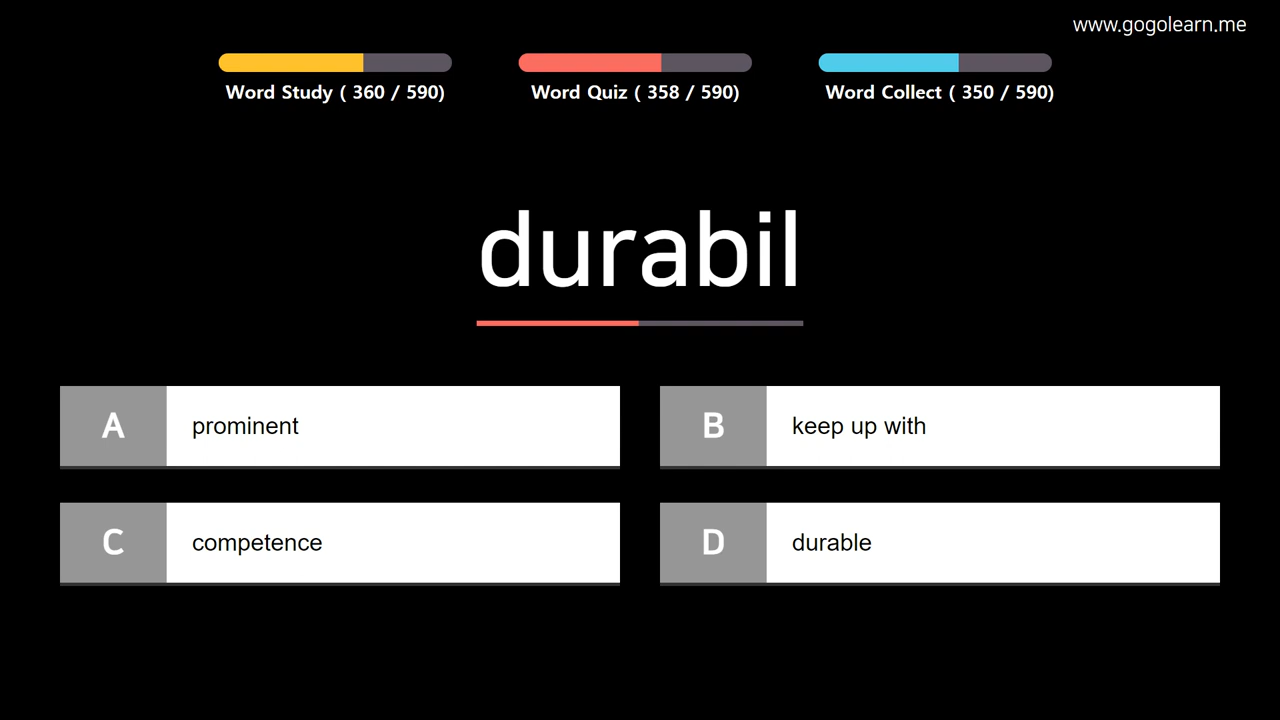 www.gogolearn.me
Word Study ( 360 / 590)
Word Quiz ( 358 / 590)
Word Collect ( 350 / 590)
durabil
A prominent
B keep up with
C competence
D durable